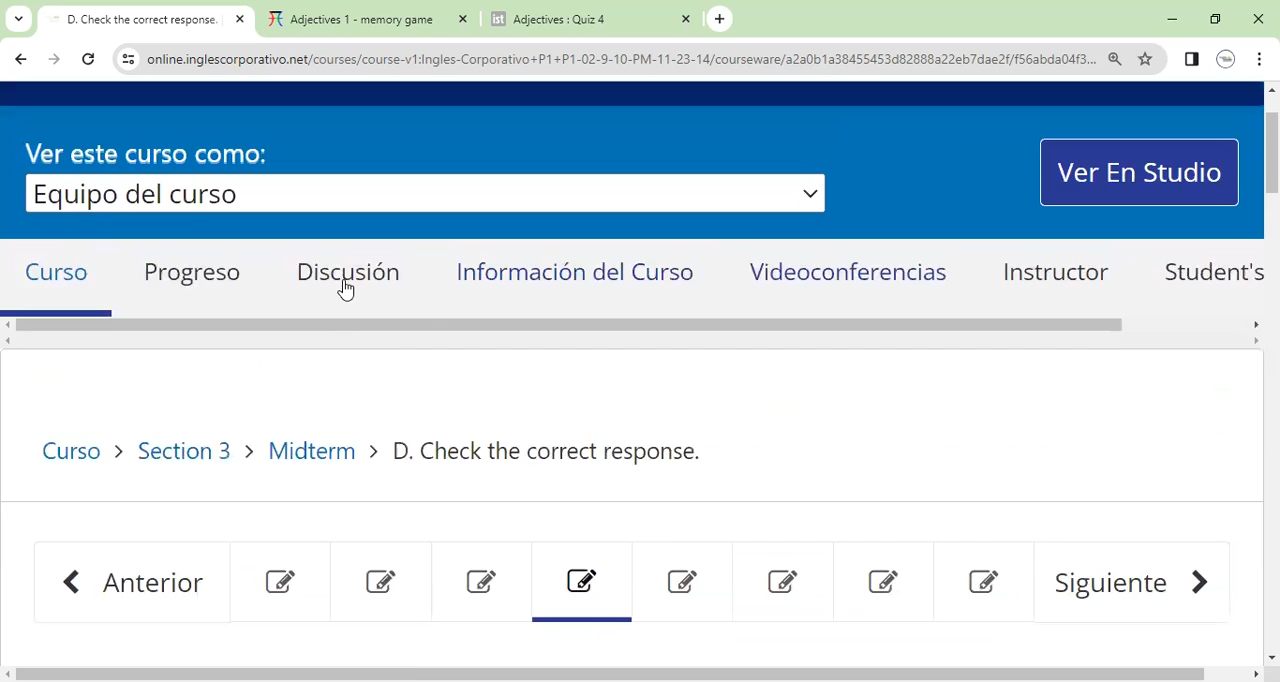 D. Check the correct response.
Adjectives 1 - memory game
ist Adjectives : Quiz 4
online.inglescorporativo.net/courses/course-v1:Ingles-Corporativo+P1+P1-02-9-10-PM-11-23-14/courseware/a2a0b1a38455453d82888a22eb7dae2f/f56abda04f3...
Ver este curso como:
Equipo del curso
Ver En Studio
Curso Progreso Discusión Información del Curso Videoconferencias Instructor Student's
Curso > Section 3 > Midterm > D. Check the correct response.
Anterior Siguiente